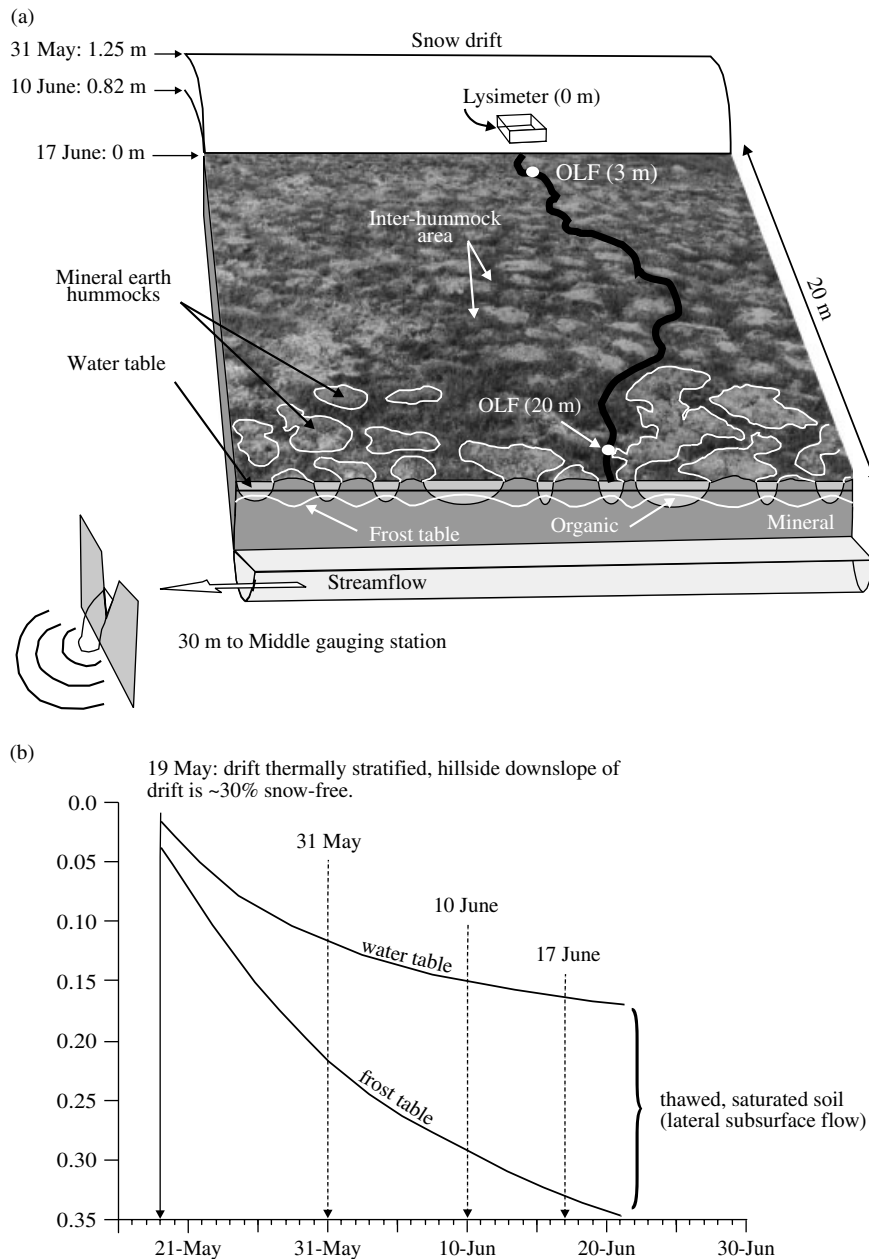 (a)
31 May: 1.25 m
Snow drift
10 June: 0.82 m
Lysimeter (0 m)
17 June: 0 m
OLF (3 m)
Inter-hummock
area
Mineral earth
hummocks
20 m
Water table
OLF (20 m)
Frost table
Organic
Mineral
Streamflow
30 m to Middle gauging station
(b)
19 May: drift thermally stratified, hillside downslope of
drift is ~30% snow-free.
0.0
31 May
0.05
10 June
0.10
water table
17 June
0.15
0.20
thawed, saturated soil
(lateral subsurface flow)
0.25
frost table
0.30
0.35
21-May
31-May
10-Jun
20-Jun
30-Jun